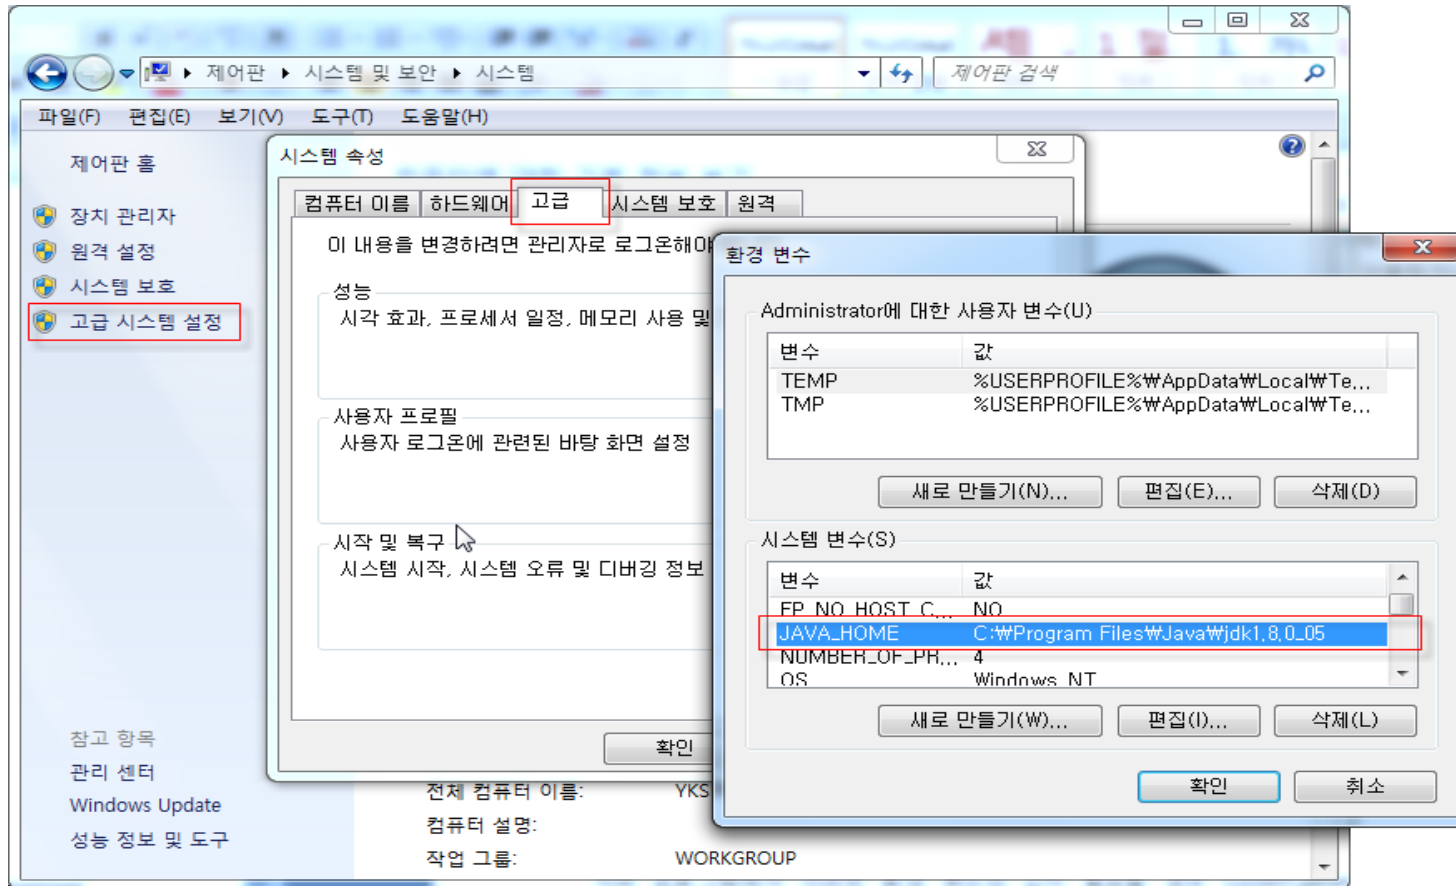 제어판 ▶ 시스템 및 보안 ▶ 시스템
제어판 검색
파일(F) 편집(E) 보기(V) 도구(T) 도움말(H)
제어판 홈
장치 관리자
원격 설정
시스템 보호
고급 시스템 설정
참고 항목
관리 센터
Windows Update
성능 정보 및 도구
시스템 속성
컴퓨터 이름 하드웨어 고급 시스템 보호 원격
이 내용을 변경하려면 관리자로 로그온해야
성능
시각 효과, 프로세서 일정, 메모리 사용 및
사용자 프로필
사용자 로그온에 관련된 바탕 화면 설정
시작 및 복구
시스템 시작, 시스템 오류 및 디버깅 정보
확인
전체 컴퓨터 이름: YKS
컴퓨터 설명:
작업 그룹: WORKGROUP
환경 변수
Administrator에 대한 사용자 변수(U)
변수 값
TEMP %USERPROFILE%₩AppData₩Local₩Te...
TMP %USERPROFILE%₩AppData₩Local₩Te...
새로 만들기(N)... 편집(E)... 삭제(D)
시스템 변수(S)
변수 값
FP_NO_HOST_C... NO
JAVA_HOME C:₩Program Files₩Java₩jdk1.8.0_05
NUMBER_OF_PR... 4
OS Windows_NT
새로 만들기(W)... 편집(I)... 삭제(L)
확인 취소